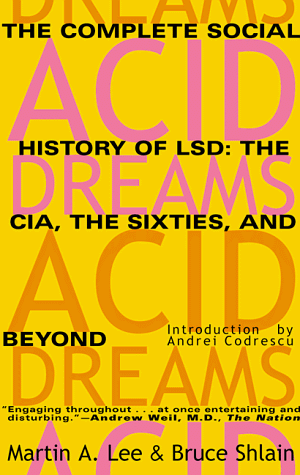 DREAMS
THE COMPLETE SOCIAL
ACID
HISTORY OF LSD: THE
DREAMS
CIA, THE SIXTIES, AND
ACID
Introduction by
Andrei Codrescu
BEYOND
DREAMS
“Engaging throughout . . . at once entertaining and
disturbing.”—Andrew Weil, M.D., The Nation
Martin A. Lee & Bruce Shlain
ACID